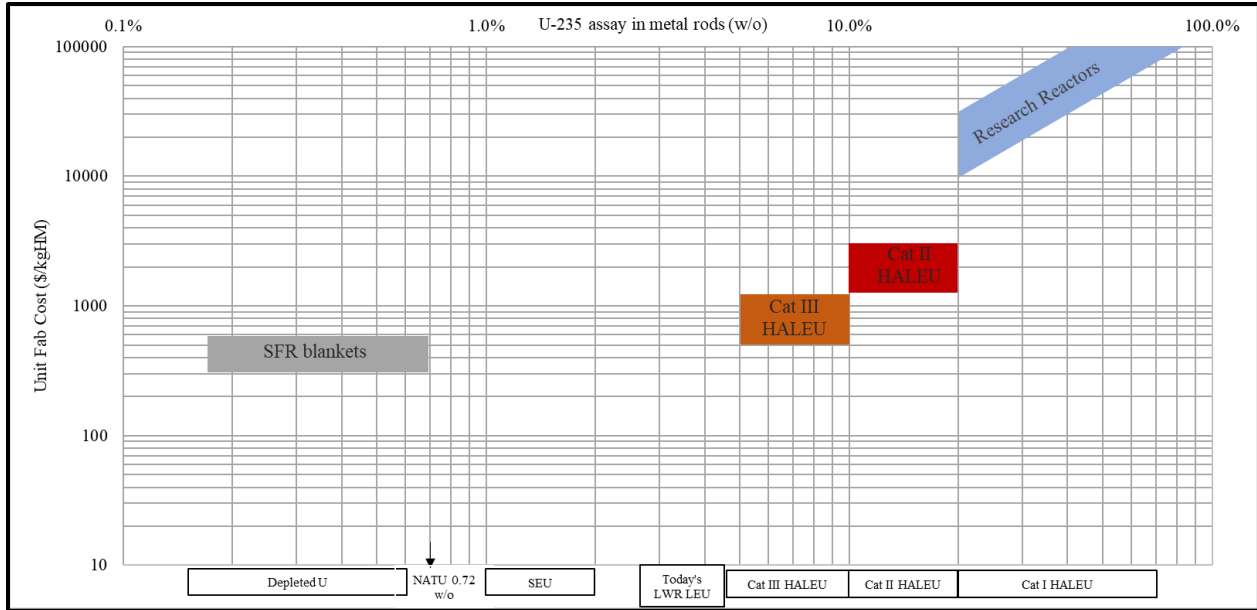 0.1%
1.0%
U-235 assay in metal rods (w/o)
10.0%
100.0%
100000
10000
1000
100
10
Unit Fab Cost ($/kgHM)
Research Reactors
Cat II
HALEU
Cat III
HALEU
SFR blankets
Depleted U
NATU 0.72
w/o
SEU
Today's
LWR LEU
Cat III HALEU
Cat II HALEU
Cat I HALEU